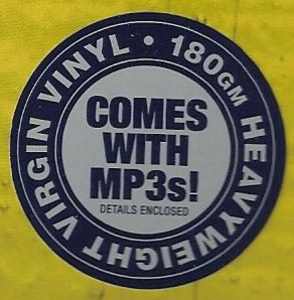 180GM HEAVYWEIGHT VIRGIN VINYL •
COMES
WITH
MP3s!
DETAILS ENCLOSED